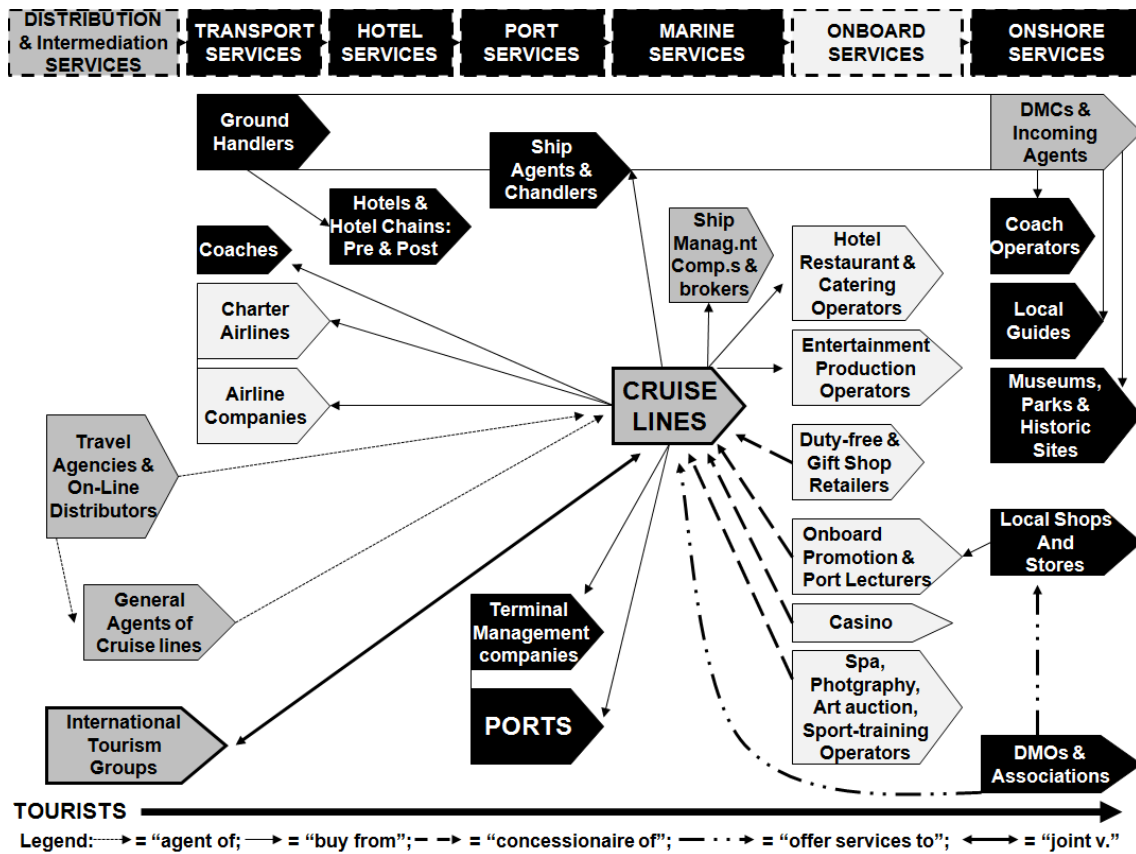 DISTRIBUTION
& Intermediation
SERVICES
TRANSPORT
SERVICES
HOTEL
SERVICES
PORT
SERVICES
MARINE
SERVICES
ONBOARD
SERVICES
ONSHORE
SERVICES
Ground
Handlers
Ship
Agents &
Chandlers
DMCs &
Incoming
Agents
Hotels &
Hotel Chains:
Pre & Post
Coaches
Ship
Manag.nt
Comp.s &
brokers
Hotel
Restaurant &
Catering
Operators
Coach
Operators
Charter
Airlines
Local
Guides
Entertainment
Production
Operators
Airline
Companies
CRUISE
LINES
Museums,
Parks &
Historic
Sites
Travel
Agencies &
On-Line
Distributors
Duty-free &
Gift Shop
Retailers
Onboard
Promotion &
Port Lecturers
Local Shops
And
Stores
General
Agents of
Cruise lines
Terminal
Management
companies
Casino
Spa,
Photgraphy,
Art auction,
Sport-training
Operators
International
Tourism
Groups
PORTS
DMOs &
Associations
TOURISTS
Legend: = “agent of; = “buy from”; = “concessionaire of”; = “offer services to”; = “joint v.”